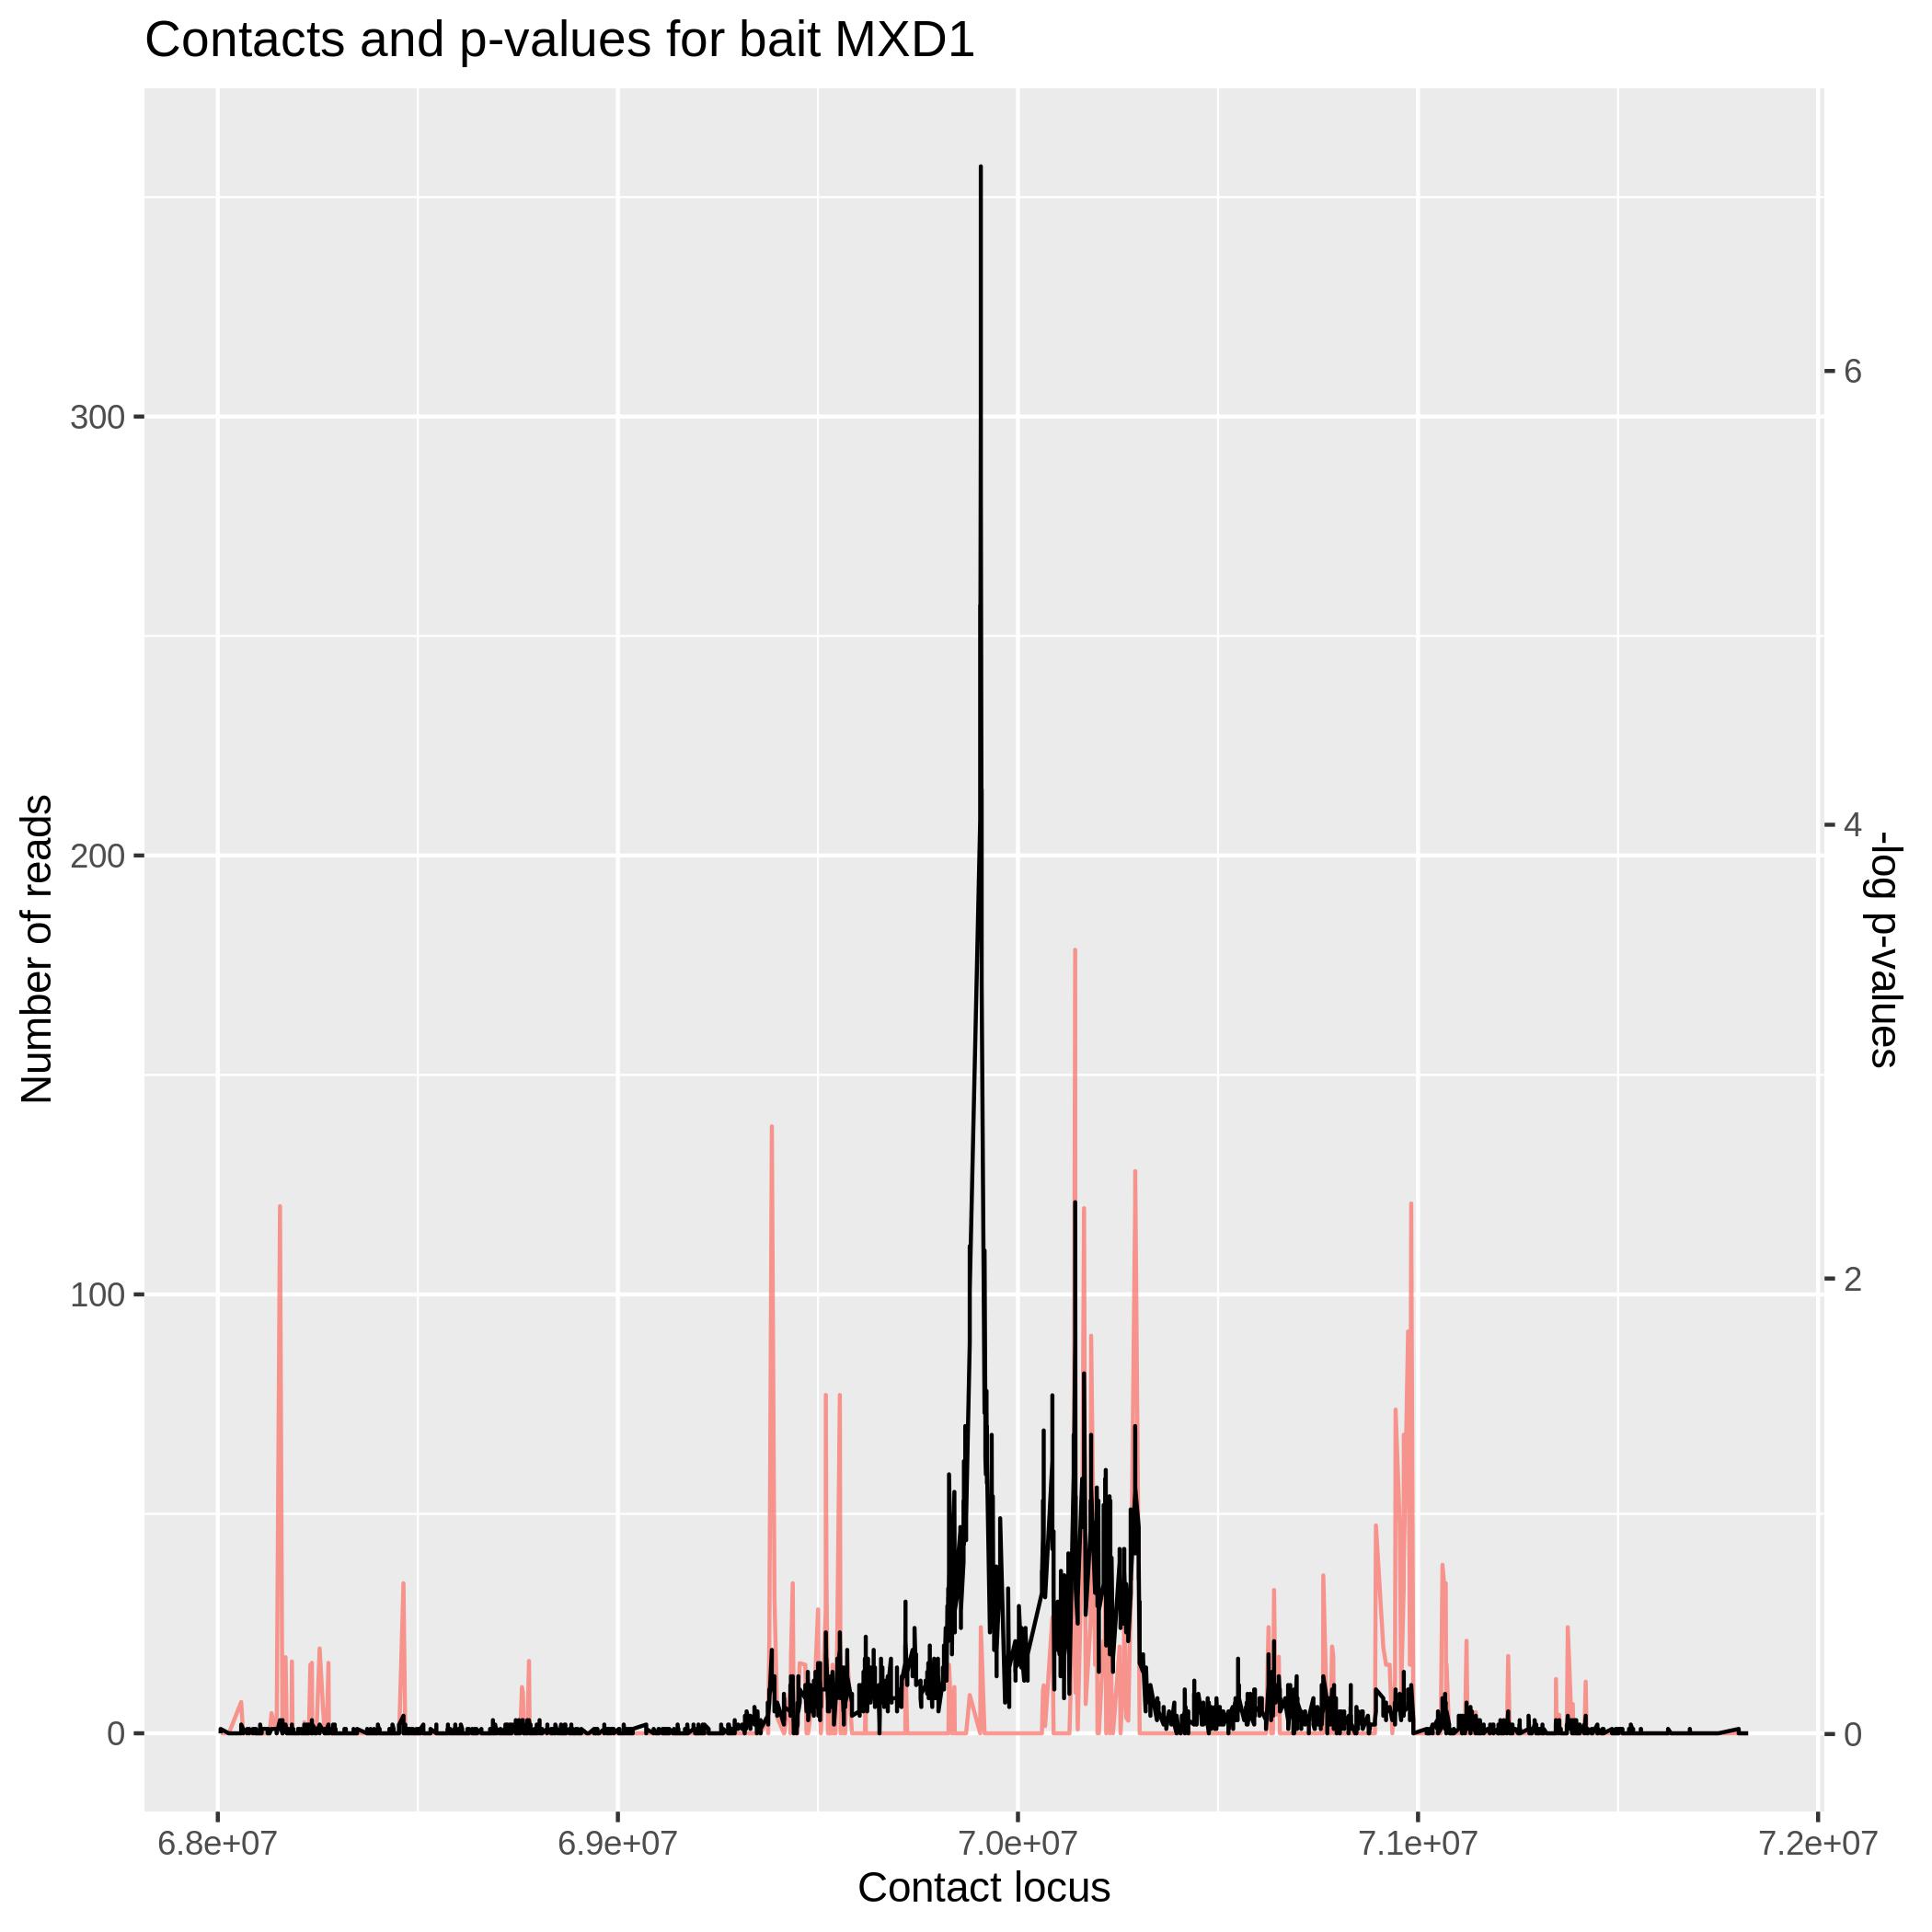 Contacts and p-values for bait MXD1
Number of reads
300
200
100
0
6
4
2
0
-log p-values
6.8e+07
6.9e+07
7.0e+07
7.1e+07
7.2e+07
Contact locus